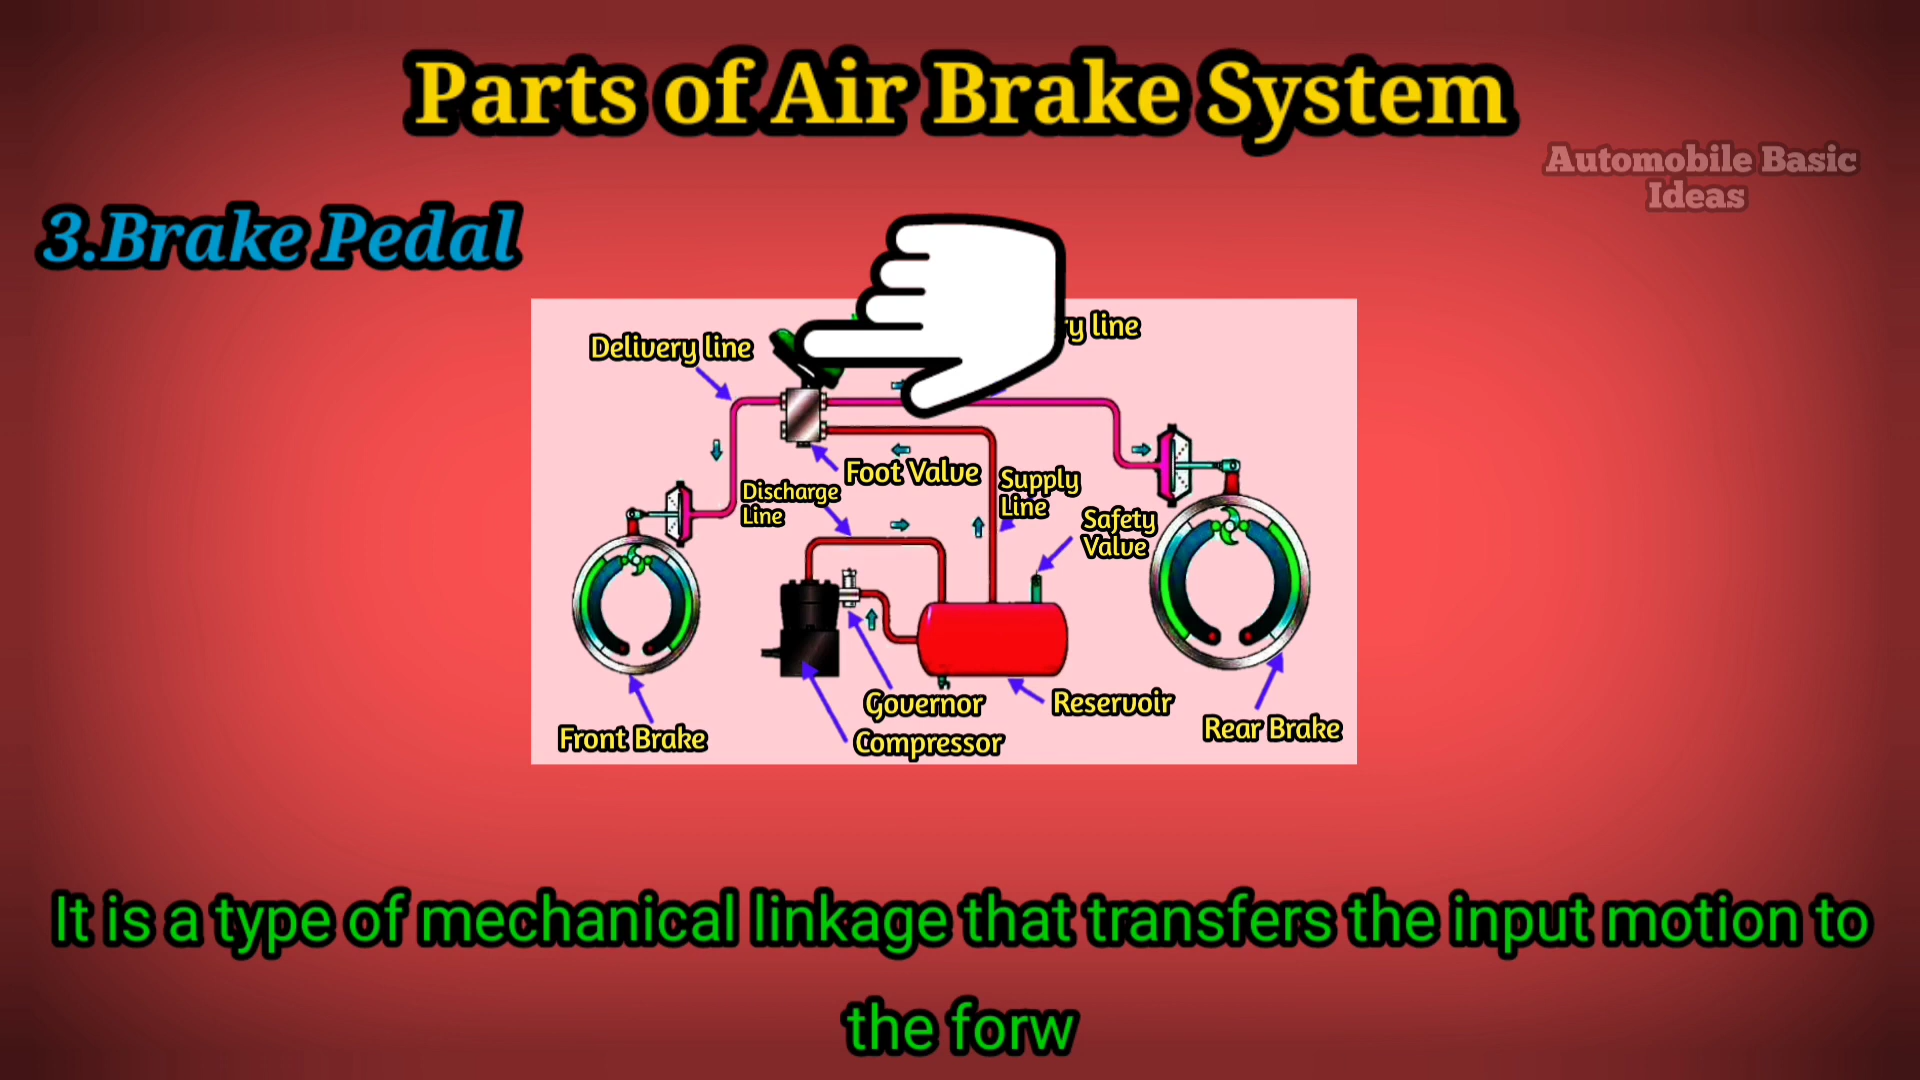 Parts of Air Brake System
Automobile Basic
Ideas
3.Brake Pedal
Delivery line
line
Foot Valve
Discharge
Line
Supply
Line
Safety
Valve
Governor
Compressor
Reservoir
Front Brake
Rear Brake
It is a type of mechanical linkage that transfers the input motion to
the forw